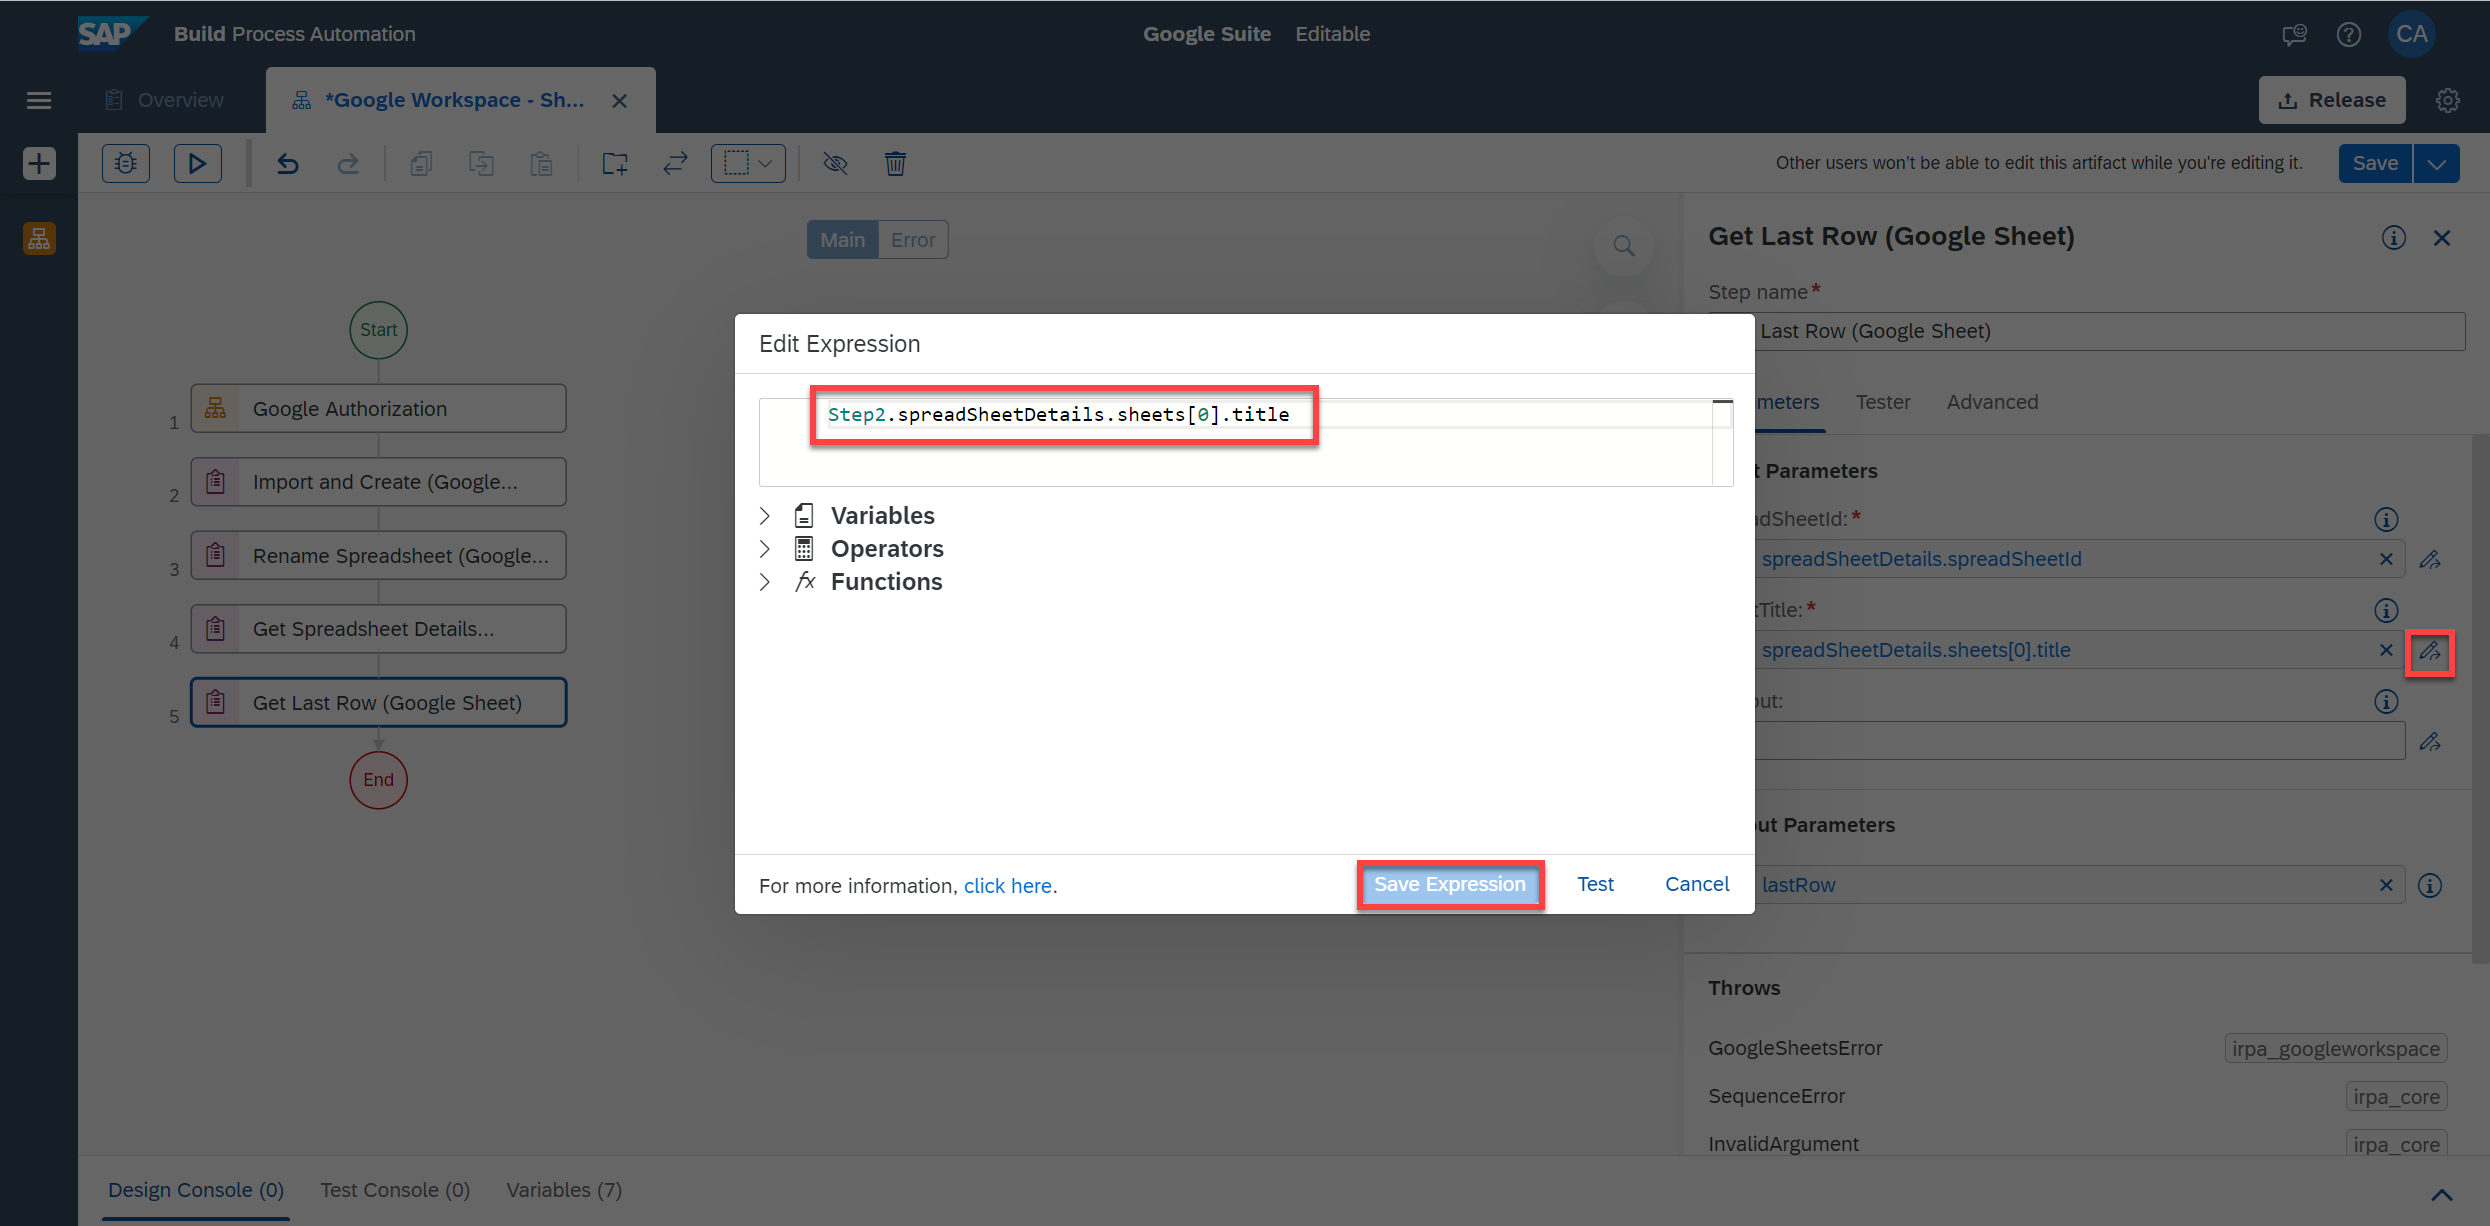 SAP Build Process Automation
Google Suite Editable
CA
Overview
*Google Workspace - Sh...
Release
Other users won't be able to edit this artifact while you're editing it.
Save
Main Error
Start
1 Google Authorization
2 Import and Create (Google...
3 Rename Spreadsheet (Google...
4 Get Spreadsheet Details...
5 Get Last Row (Google Sheet)
End
Edit Expression
Step2.spreadSheetDetails.sheets[0].title
Variables
Operators
fx Functions
For more information, click here.
Save Expression Test Cancel
Get Last Row (Google Sheet)
Step name*
Last Row (Google Sheet)
meters Tester Advanced
t Parameters
dSheetId:*
spreadSheetDetails.spreadSheetId
tTitle:*
spreadSheetDetails.sheets[0].title
out:
ut Parameters
lastRow
Throws
GoogleSheetsError irpa_googleworkspace
SequenceError irpa_core
InvalidArgument irpa_core
Design Console (0) Test Console (0) Variables (7)